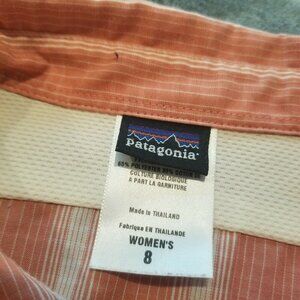 patagonia
CULTURE BIOLOGIQUE
A PART LA GARNITURE
Made in THAILAND
Fabriqué EN THAILANDE
WOMEN'S
8